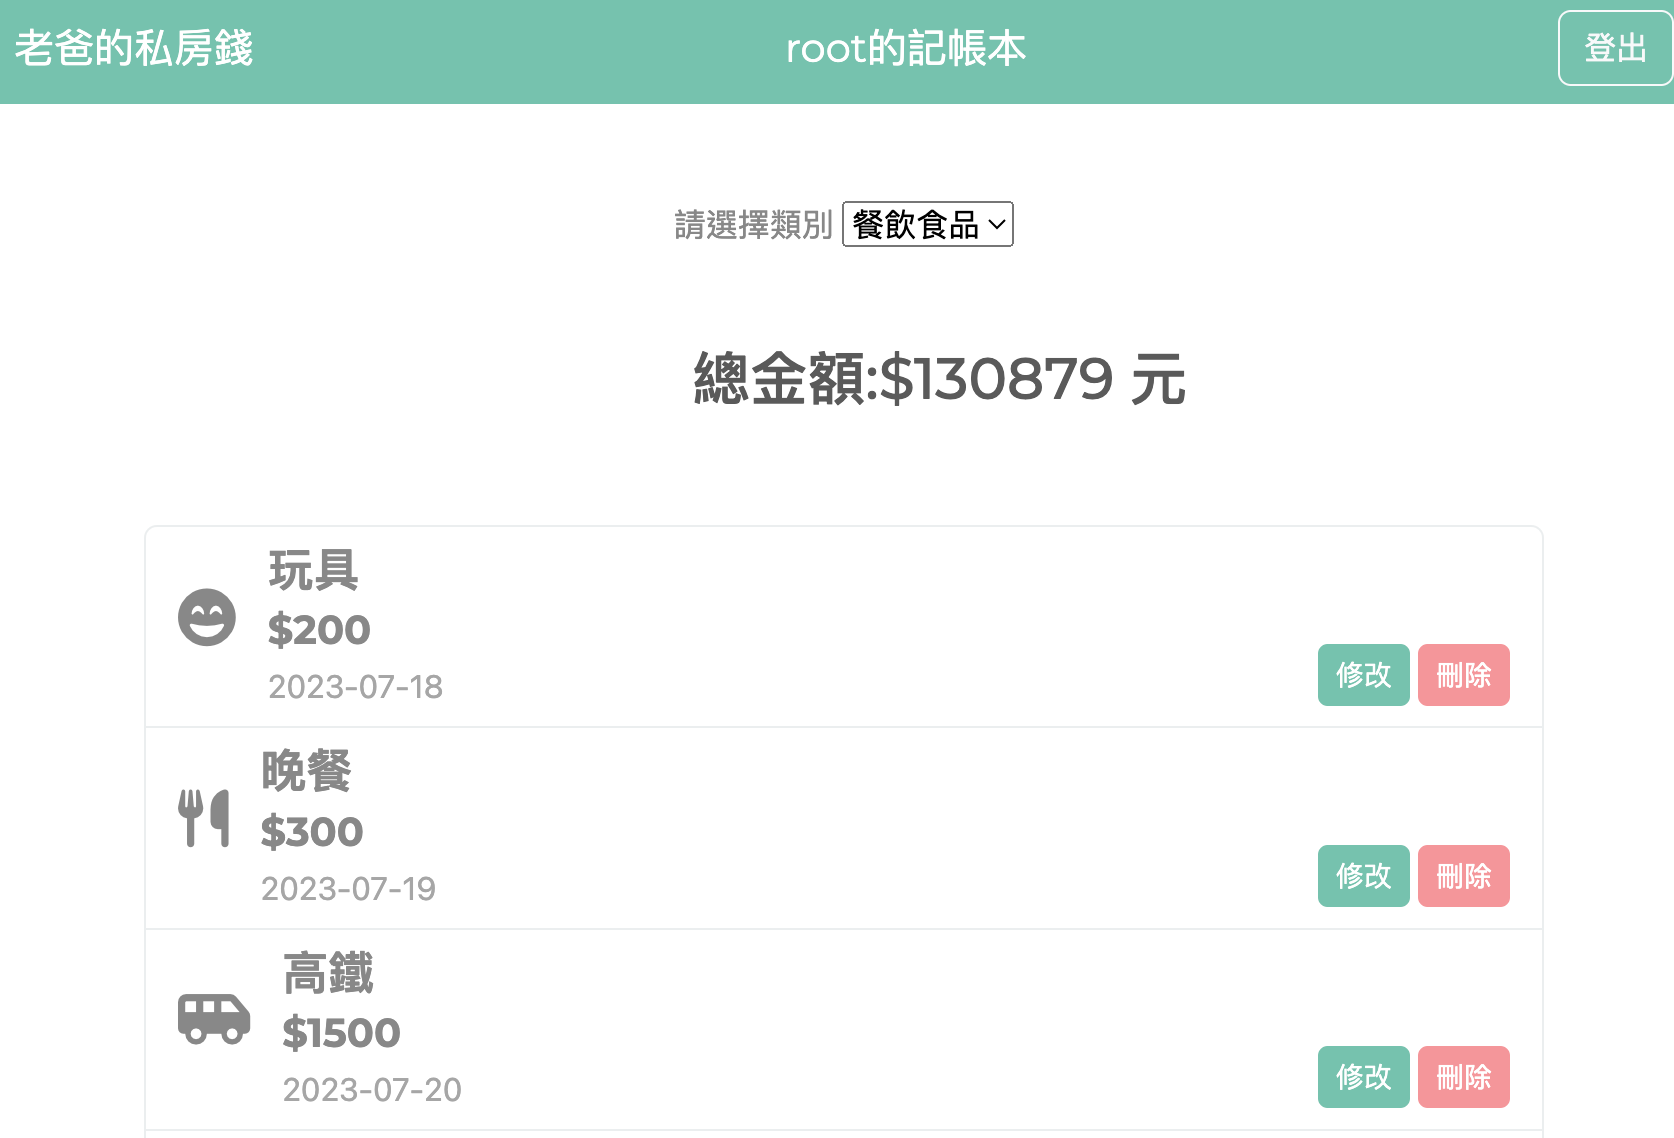 老爸的私房錢
root的記帳本
登出
請選擇類別 餐飲食品
總金額:$130879 元
玩具
$200
2023-07-18
修改 刪除
晚餐
$300
2023-07-19
修改 刪除
高鐵
$1500
2023-07-20
修改 刪除